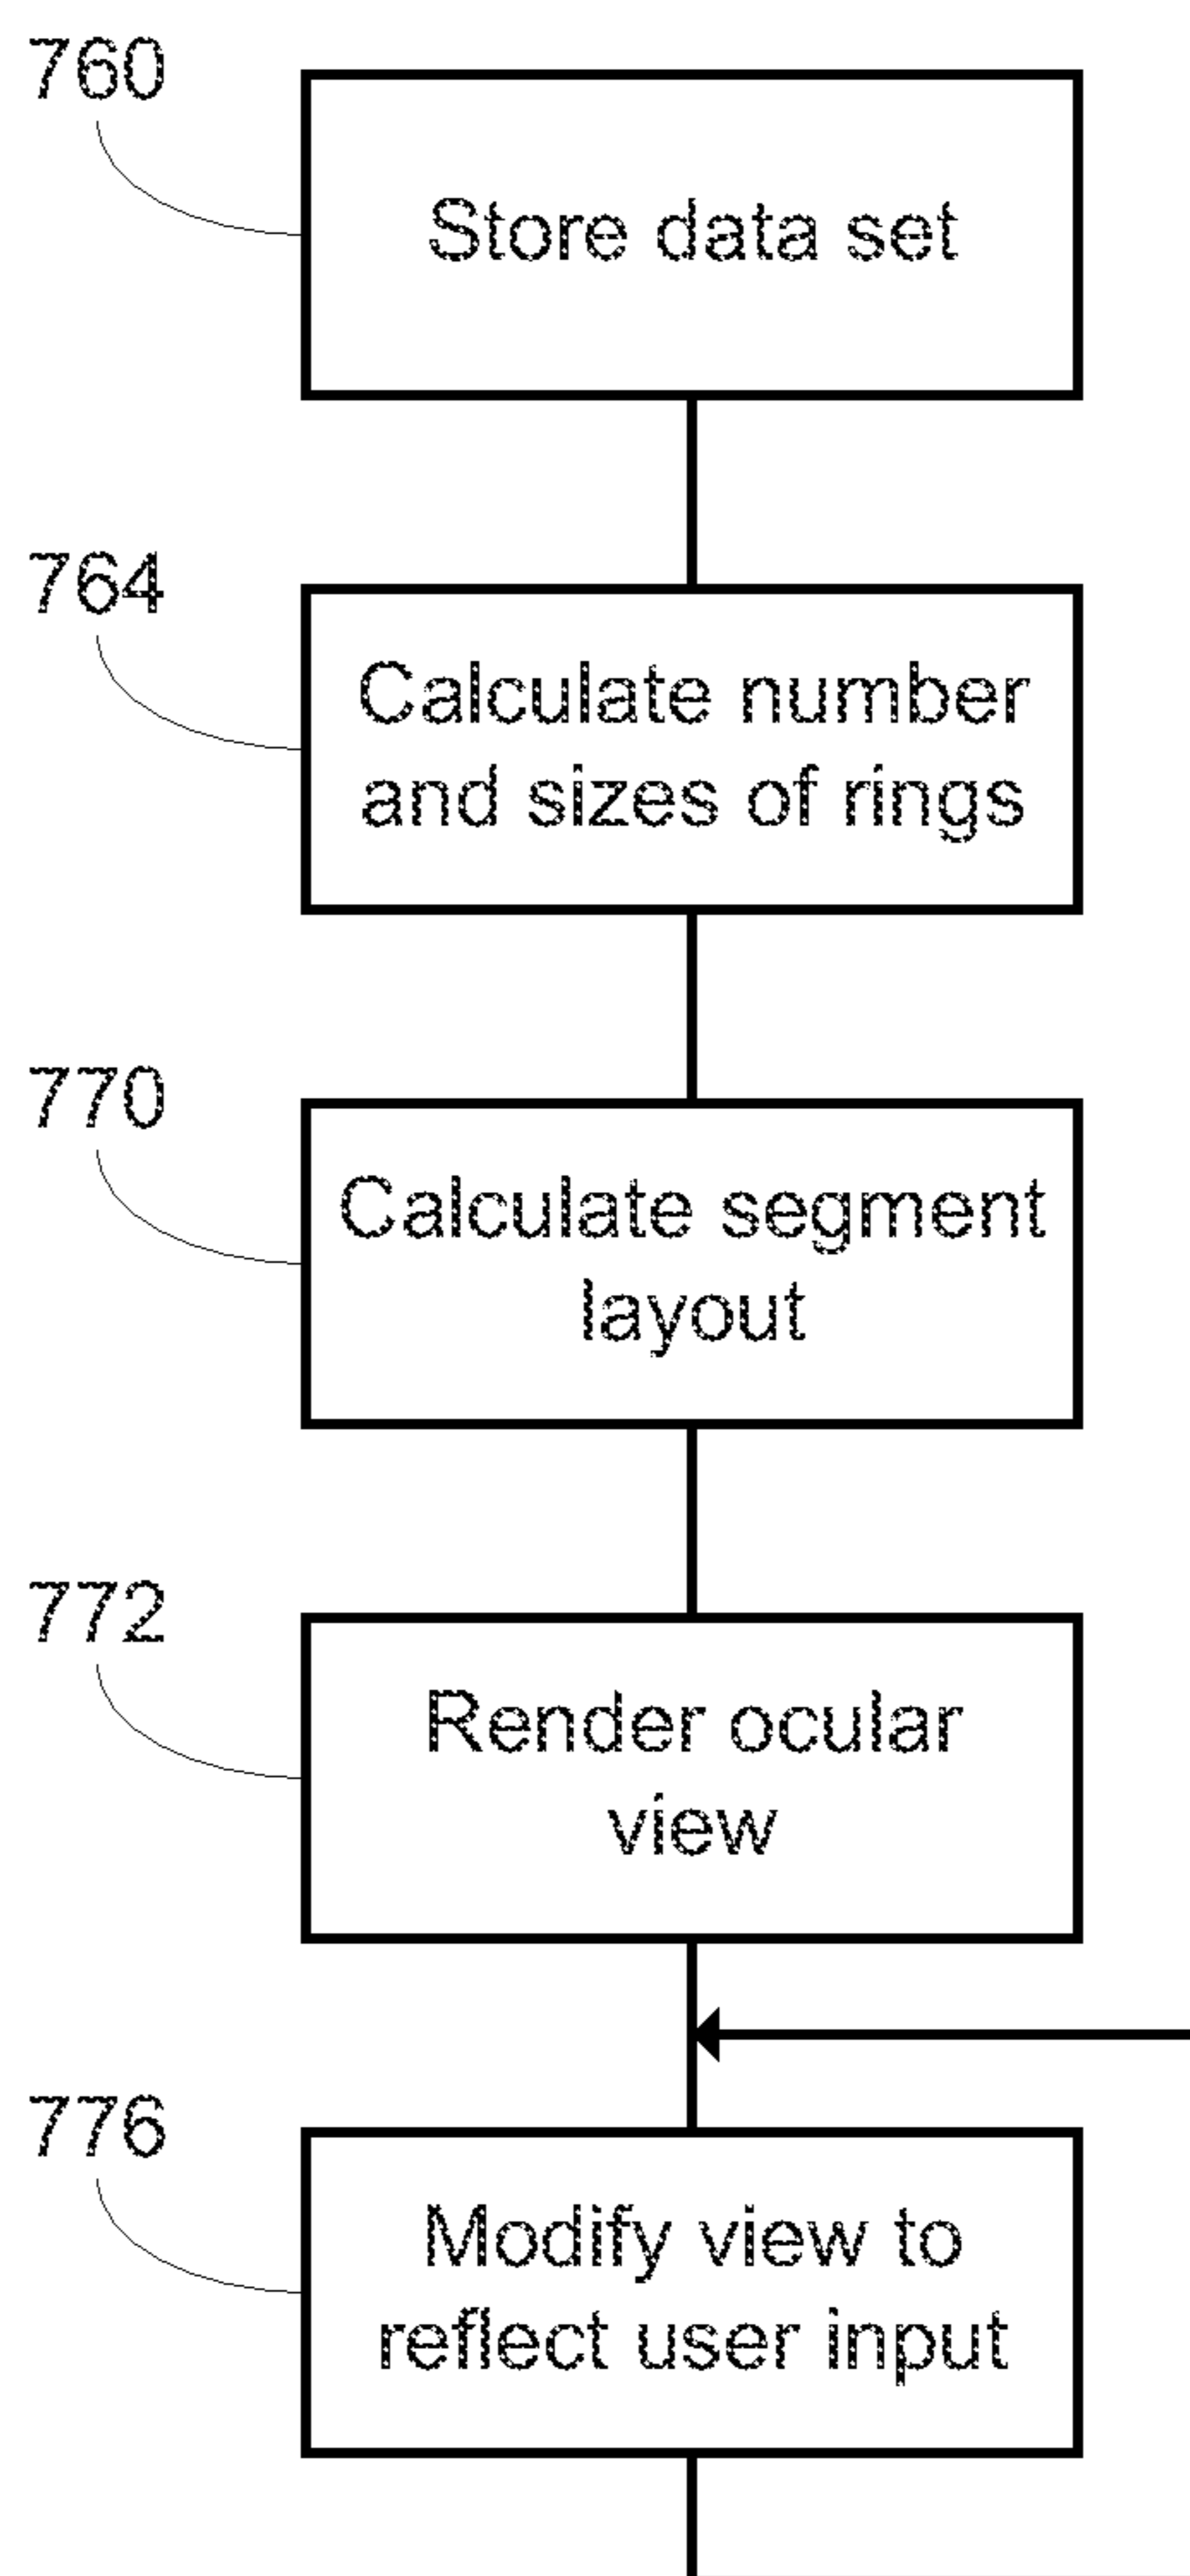 760
Store data set
764
Calculate number
and sizes of rings
770
Calculate segment
layout
772
Render ocular
view
776
Modify view to
reflect user input